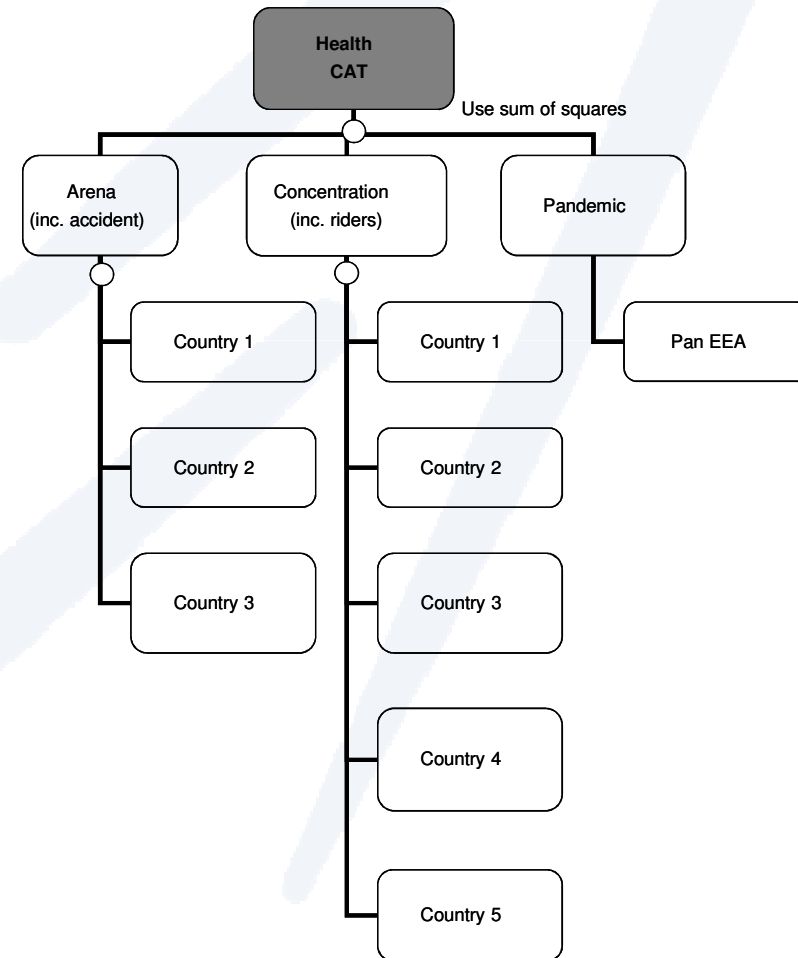 Health
CAT
Use sum of squares
Arena
(inc. accident)
Concentration
(inc. riders)
Pandemic
Country 1
Country 1
Pan EEA
Country 2
Country 2
Country 3
Country 3
Country 4
Country 5